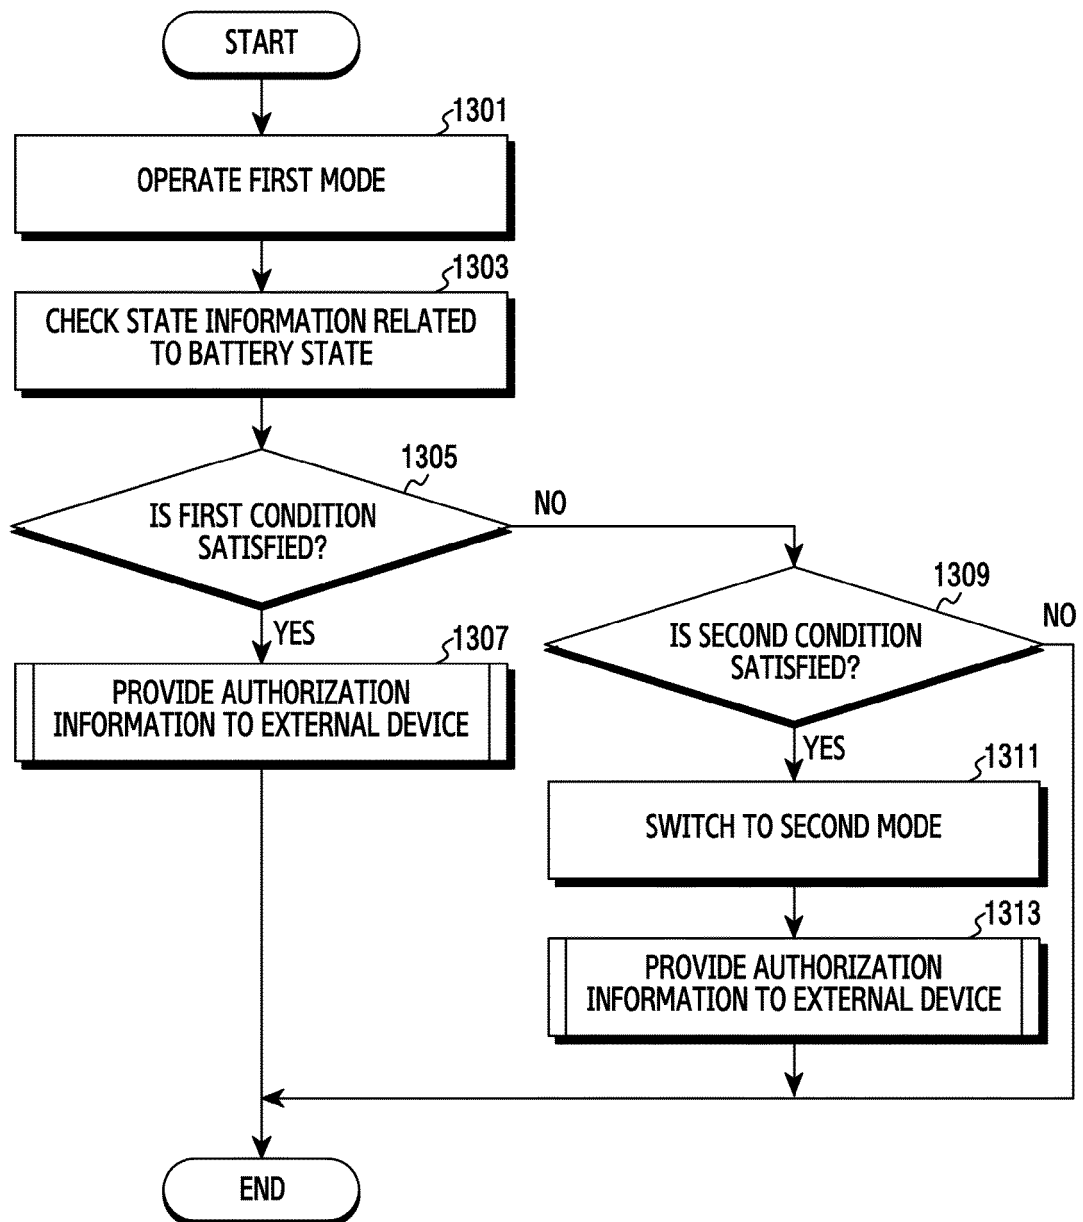 START
1301
OPERATE FIRST MODE
1303
CHECK STATE INFORMATION RELATED
TO BATTERY STATE
1305
IS FIRST CONDITION
SATISFIED?
NO
YES
1307
PROVIDE AUTHORIZATION
INFORMATION TO EXTERNAL DEVICE
1309
IS SECOND CONDITION
SATISFIED?
NO
YES
1311
SWITCH TO SECOND MODE
1313
PROVIDE AUTHORIZATION
INFORMATION TO EXTERNAL DEVICE
END